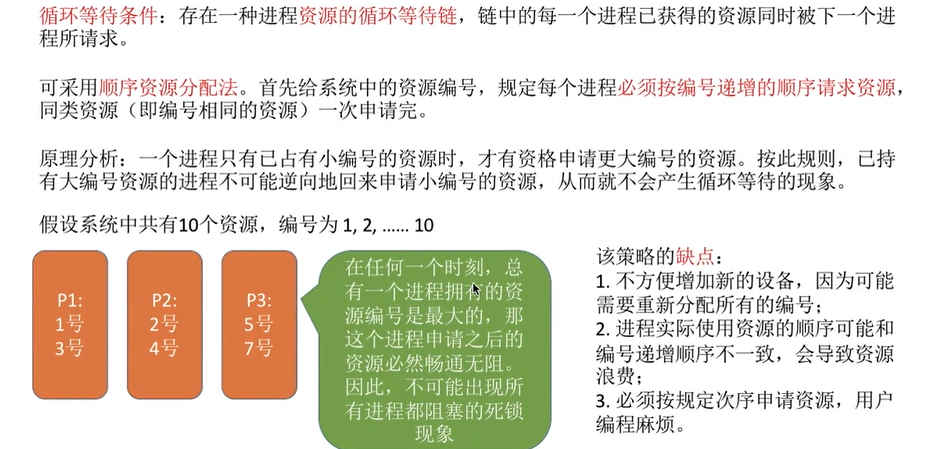 循环等待条件：存在一种进程资源的循环等待链，链中的每一个进程已获得的资源同时被下一个进
程所请求。
可采用顺序资源分配法。首先给系统中的资源编号，规定每个进程必须按编号递增的顺序请求资源，
同类资源（即编号相同的资源）一次申请完。
原理分析：一个进程只有已占有小编号的资源时，才有资格申请更大编号的资源。按此规则，已持
有大编号资源的进程不可能逆向地回来申请小编号的资源，从而就不会产生循环等待的现象。
假设系统中共有10个资源，编号为 1, 2, ...... 10
P1:
1号
3号
P2:
2号
4号
P3:
5号
7号
在任何一个时刻，总
有一个进程拥有的资
源编号是最大的，那
这个进程申请之后的
资源必然畅通无阻。
因此，不可能出现所
有进程都阻塞的死锁
现象
该策略的缺点：
1. 不方便增加新的设备，因为可能
需要重新分配所有的编号；
2. 进程实际使用资源的顺序可能和
编号递增顺序不一致，会导致资源
浪费；
3. 必须按规定次序申请资源，用户
编程麻烦。